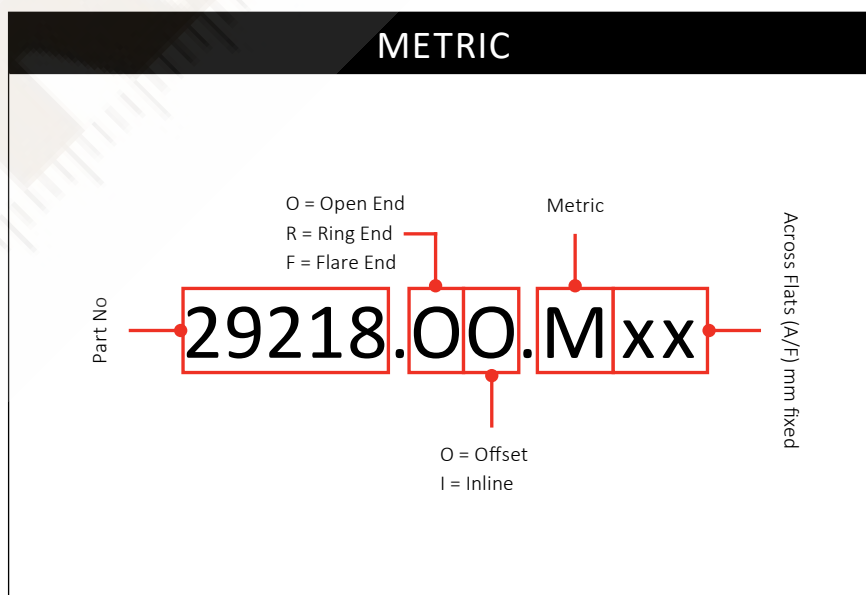 METRIC
O = Open End
R = Ring End
F = Flare End
Metric
Part No
29218.OO.Mxx
Across Flats (A/F) mm fixed
O = Offset
I = Inline